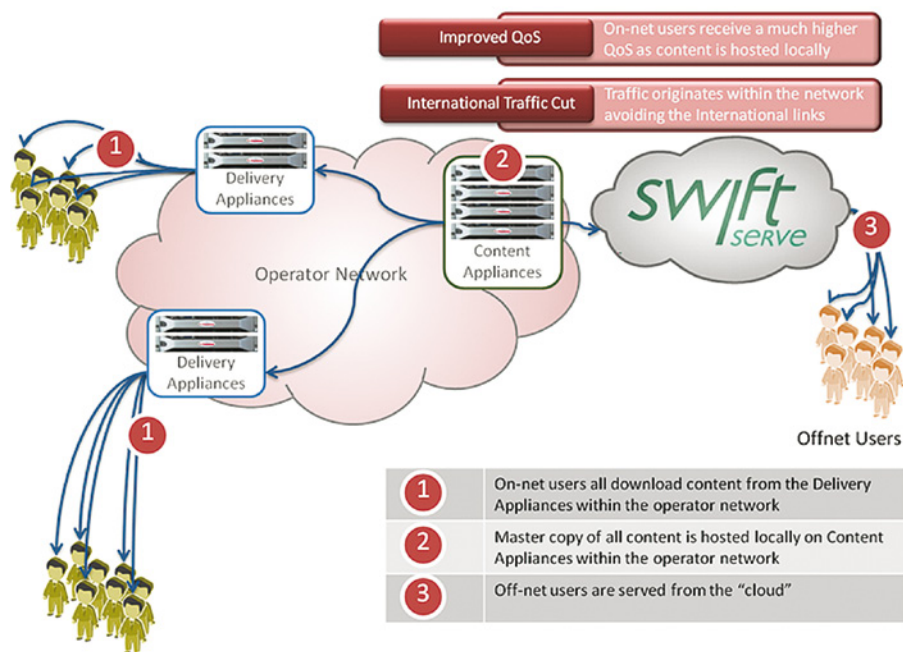 Improved QoS
On-net users receive a much higher
QoS as content is hosted locally
International Traffic Cut
Traffic originates within the network
avoiding the International links
1
Delivery
Appliances
2
Content
Appliances
swift
serve
3
Operator Network
Delivery
Appliances
1
Offnet Users
1
On-net users all download content from the Delivery
Appliances within the operator network
2
Master copy of all content is hosted locally on Content
Appliances within the operator network
3
Off-net users are served from the “cloud”